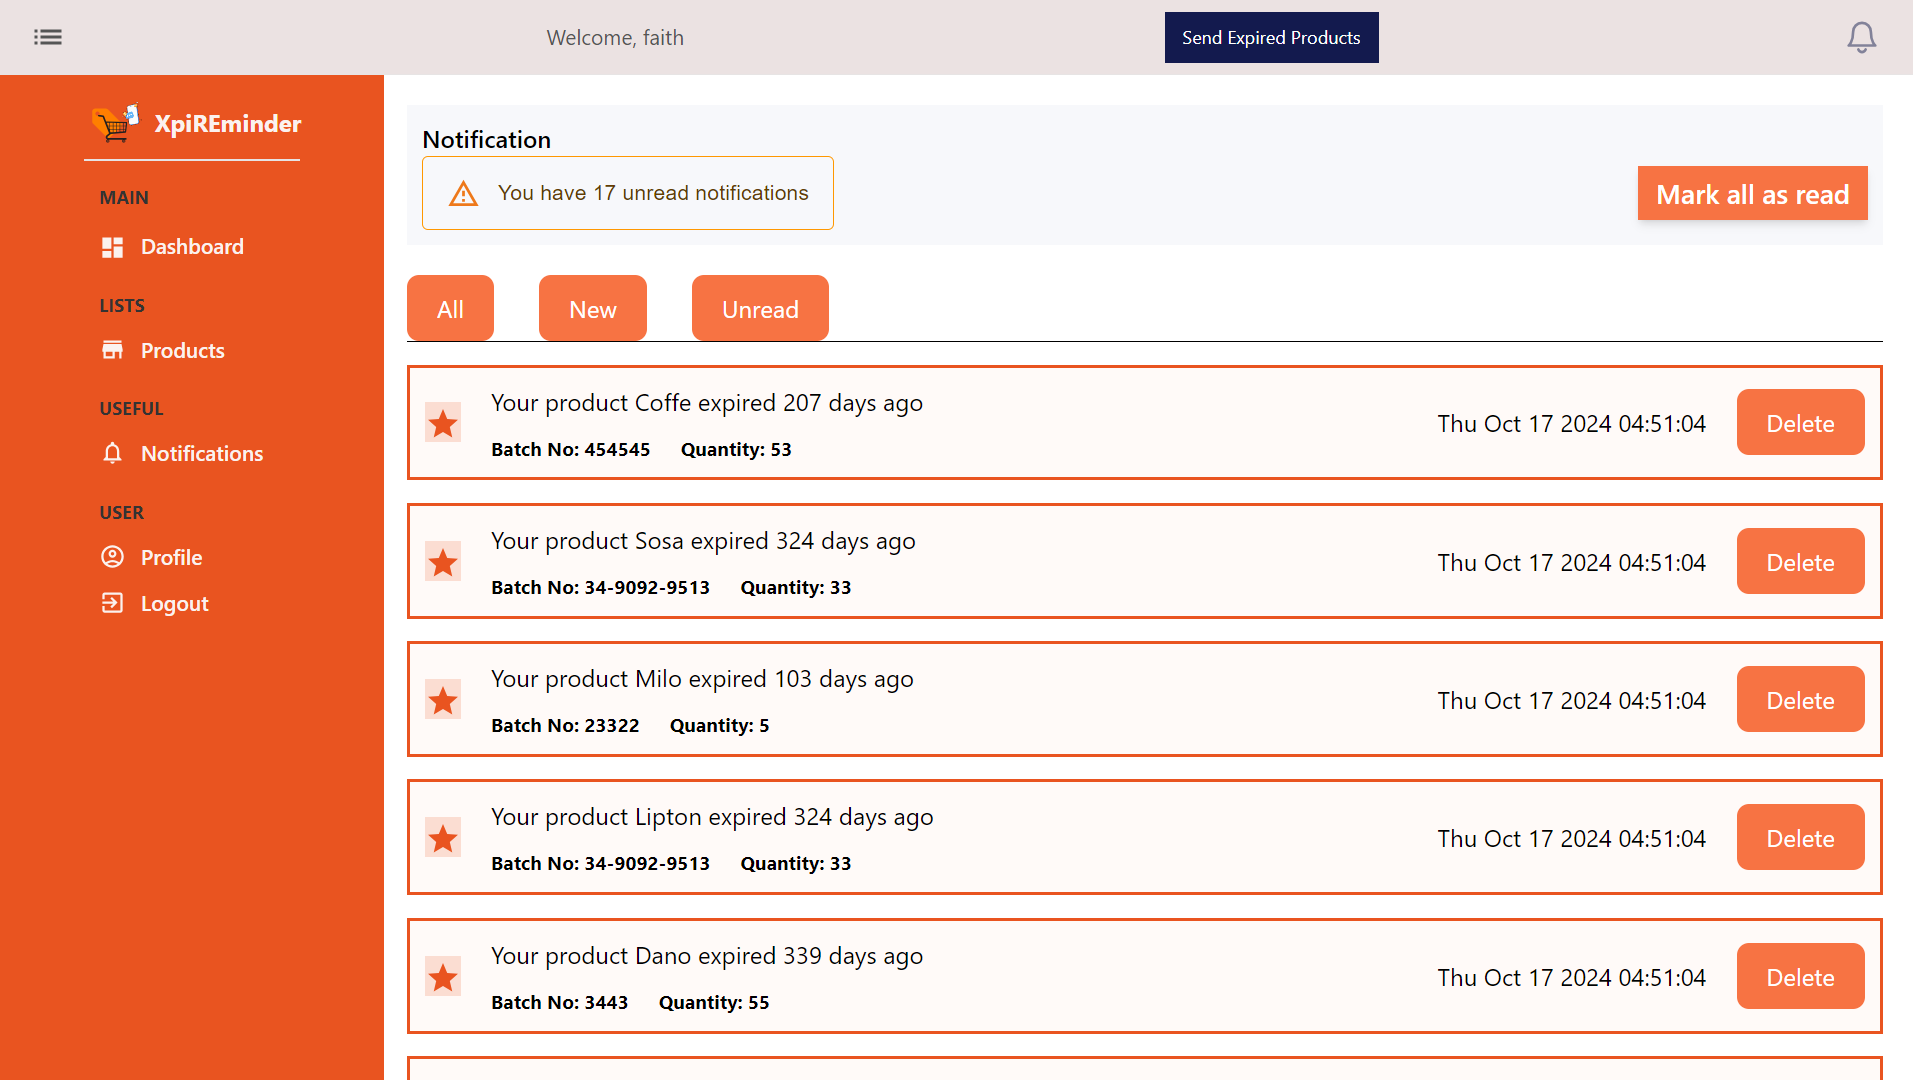 Welcome, faith
Send Expired Products
XpiREminder
MAIN
Dashboard
LISTS
Products
USEFUL
Notifications
USER
Profile
Logout
Notification
You have 17 unread notifications
Mark all as read
All New Unread
Your product Coffe expired 207 days ago
Batch No: 454545 Quantity: 53
Thu Oct 17 2024 04:51:04
Delete
Your product Sosa expired 324 days ago
Batch No: 34-9092-9513 Quantity: 33
Thu Oct 17 2024 04:51:04
Delete
Your product Milo expired 103 days ago
Batch No: 23322 Quantity: 5
Thu Oct 17 2024 04:51:04
Delete
Your product Lipton expired 324 days ago
Batch No: 34-9092-9513 Quantity: 33
Thu Oct 17 2024 04:51:04
Delete
Your product Dano expired 339 days ago
Batch No: 3443 Quantity: 55
Thu Oct 17 2024 04:51:04
Delete